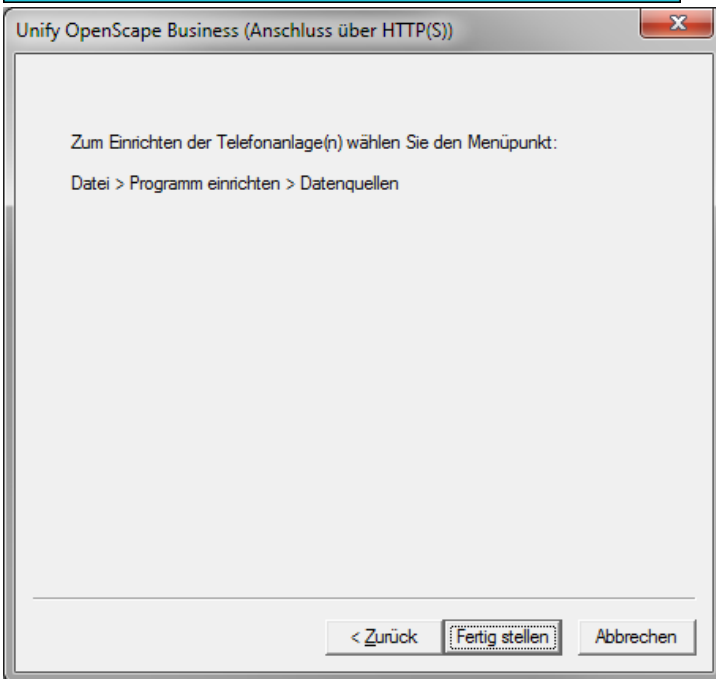 Unify OpenScape Business (Anschluss über HTTP(S))
Zum Einrichten der Telefonanlage(n) wählen Sie den Menüpunkt:
Datei > Programm einrichten > Datenquellen
< Zurück Fertig stellen Abbrechen